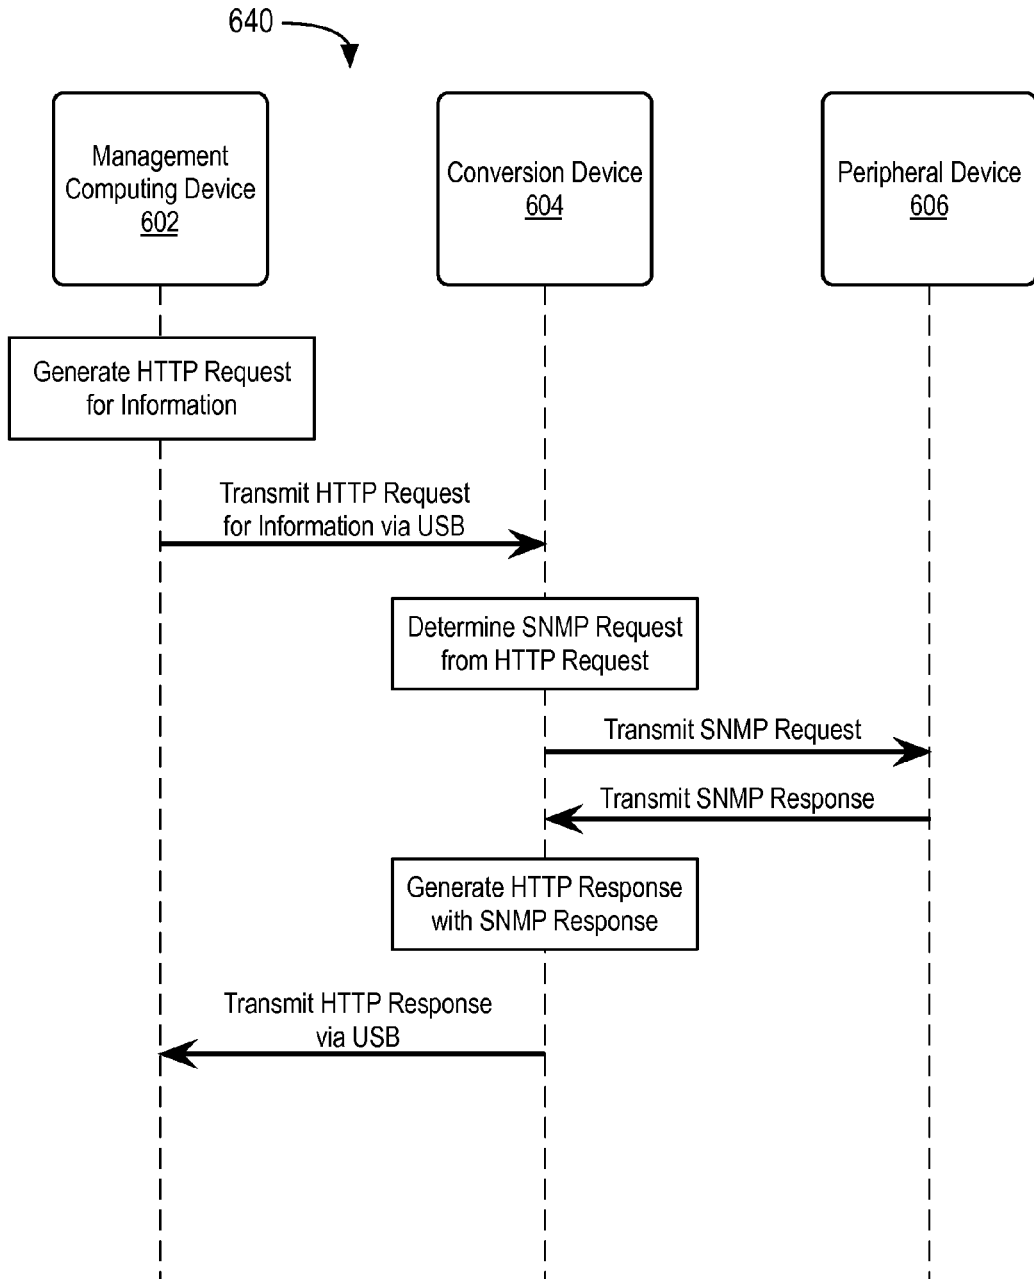 640
Management
Computing Device
602
Conversion Device
604
Peripheral Device
606
Generate HTTP Request
for Information
Transmit HTTP Request
for Information via USB
Determine SNMP Request
from HTTP Request
Transmit SNMP Request
Transmit SNMP Response
Generate HTTP Response
with SNMP Response
Transmit HTTP Response
via USB